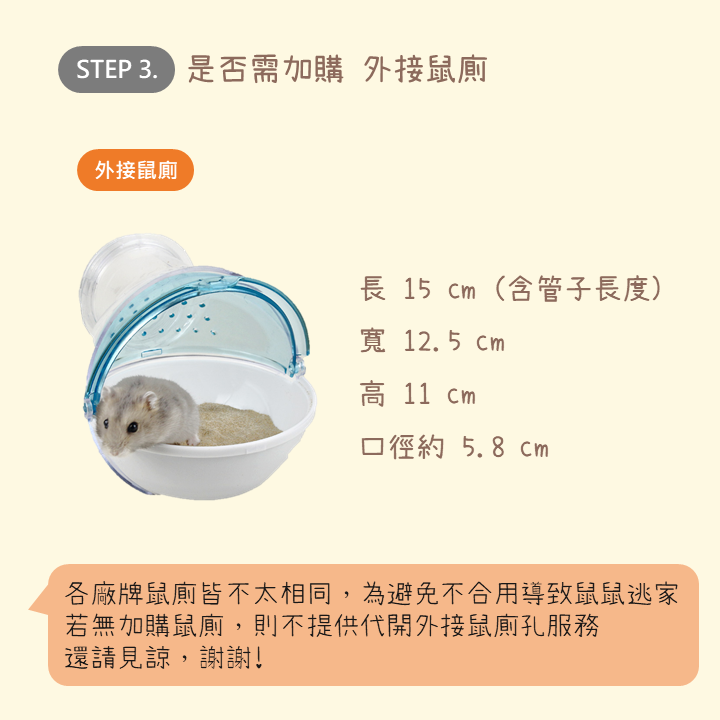 STEP 3. 是否需加購 外接鼠廁
外接鼠廁
長 15 cm (含管子長度)
寬 12.5 cm
高 11 cm
口徑約 5.8 cm
各廠牌鼠廁皆不太相同，為避免不合用導致鼠鼠逃家
若無加購鼠廁，則不提供代開外接鼠廁孔服務
還請見諒，謝謝!